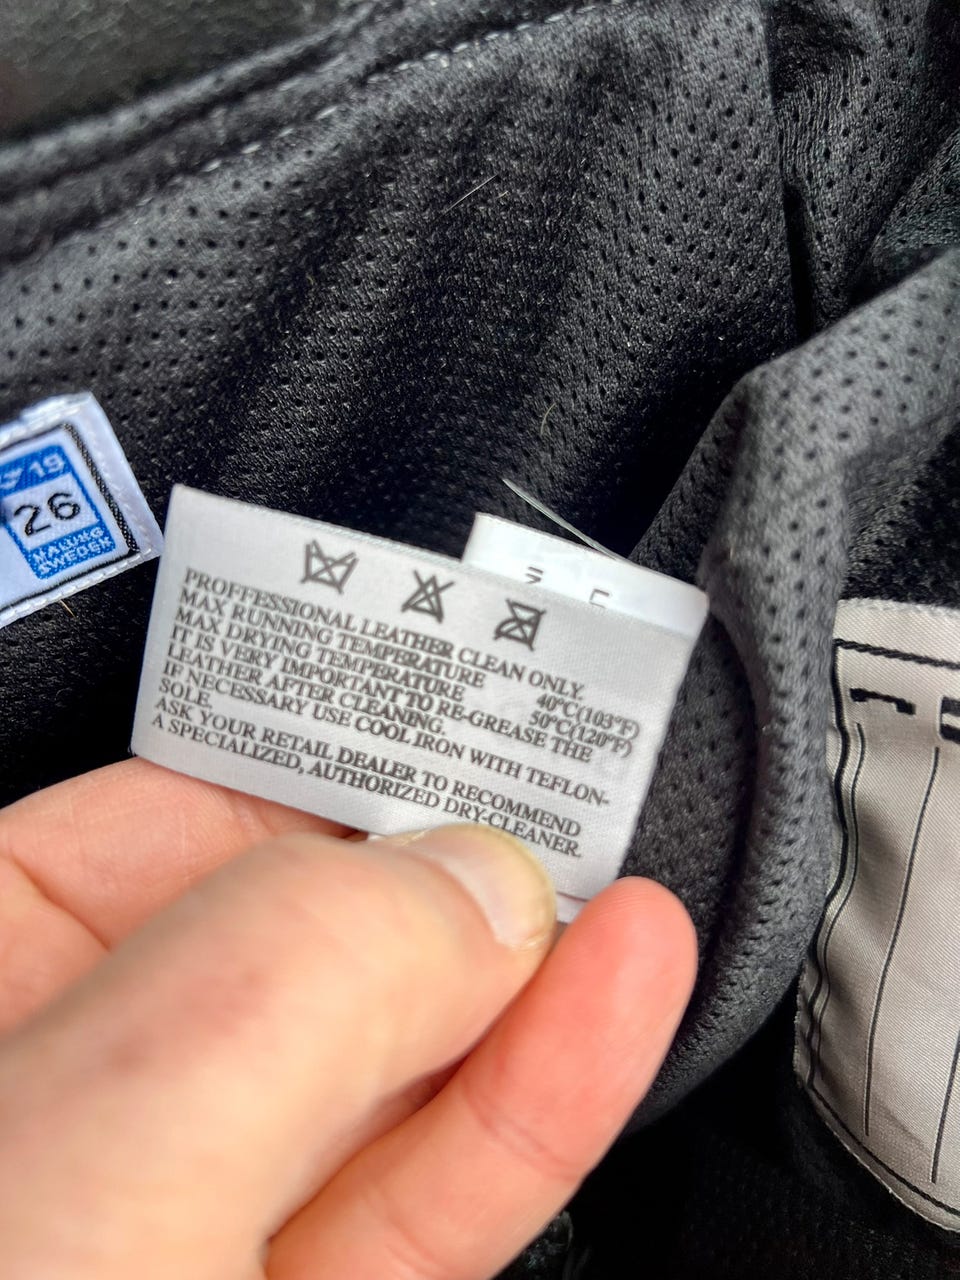 26
MALUNG
SWEDEN
PROFFESSIONAL LEATHER CLEAN ONLY.
MAX RUNNING TEMPERATURE 40°C(103°F)
MAX DRYING TEMPERATURE 50°C(120°F)
IT IS VERY IMPORTANT TO RE-GREASE THE
LEATHER AFTER CLEANING.
IF NECESSARY USE COOL IRON WITH TEFLON-
SOLE.
ASK YOUR RETAIL DEALER TO RECOMMEND
A SPECIALIZED, AUTHORIZED DRY-CLEANER.